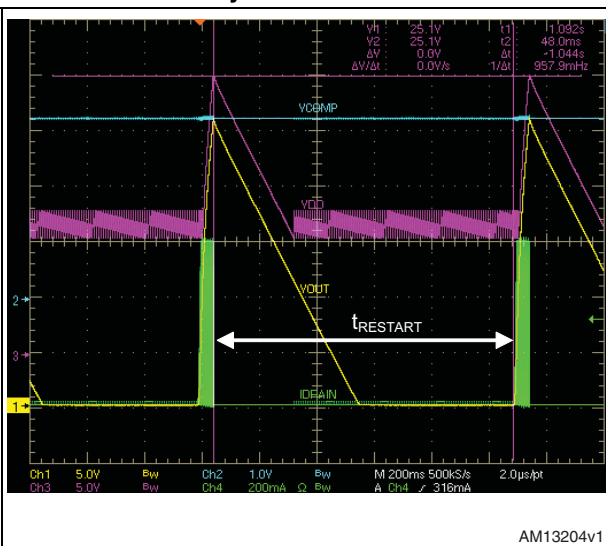 V1: 25.1V t1: -1.092s
V2: 25.1V t2: 48.0ms
ΔV: 0.0V Δt: -1.044s
ΔV/Δt: 0.0V/s 1/Δt: 957.9mHz
VCOMP
VDD
VOUT
tRESTART
2
3
IDRAIN
1
Ch1 5.0V Bw Ch2 1.0V Bw M 200ms 500kS/s 2.0µs/pt
Ch3 5.0V Bw Ch4 200mA Ω Bw A Ch4 / 316mA
AM13204v1